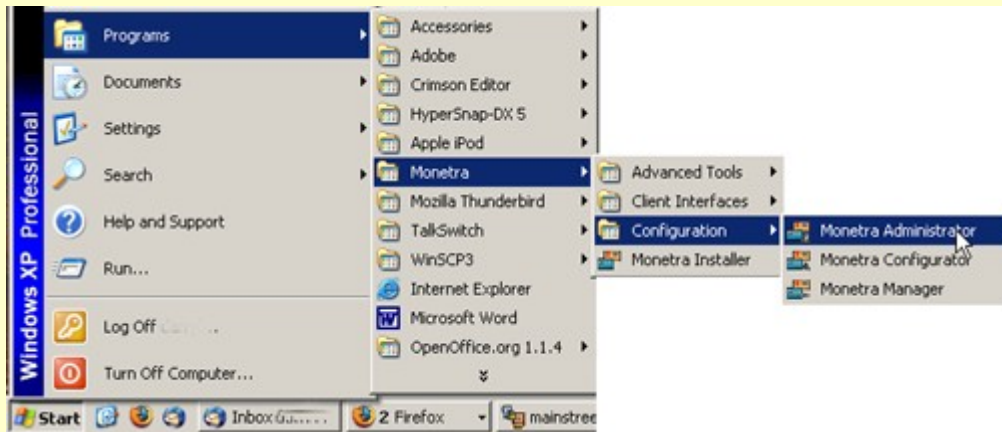 Windows XP Professional
Programs
Documents
Settings
Search
Help and Support
Run...
Log Off
Turn Off Computer...
Accessories
Adobe
Crimson Editor
HyperSnap-DX 5
Apple iPod
Monetra
Mozilla Thunderbird
TalkSwitch
WinSCP3
Internet Explorer
Microsoft Word
OpenOffice.org 1.1.4
Advanced Tools
Client Interfaces
Configuration
Monetra Installer
Monetra Administrator
Monetra Configurator
Monetra Manager
Start
Inbox
2 Firefox
mainstree